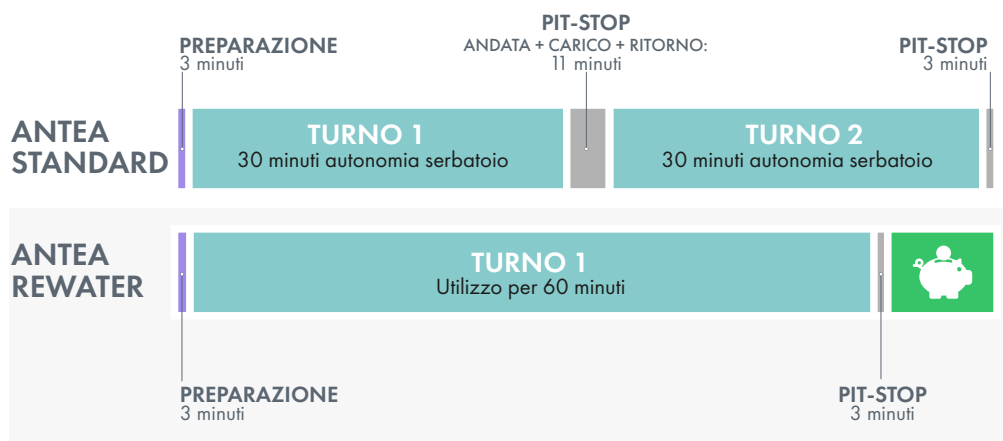 PIT-STOP
ANDATA + CARICO + RITORNO:
11 minuti
PREPARAZIONE
3 minuti
PIT-STOP
3 minuti
ANTEA
STANDARD
TURNO 1
30 minuti autonomia serbatoio
TURNO 2
30 minuti autonomia serbatoio
ANTEA
REWATER
TURNO 1
Utilizzo per 60 minuti
PREPARAZIONE
3 minuti
PIT-STOP
3 minuti